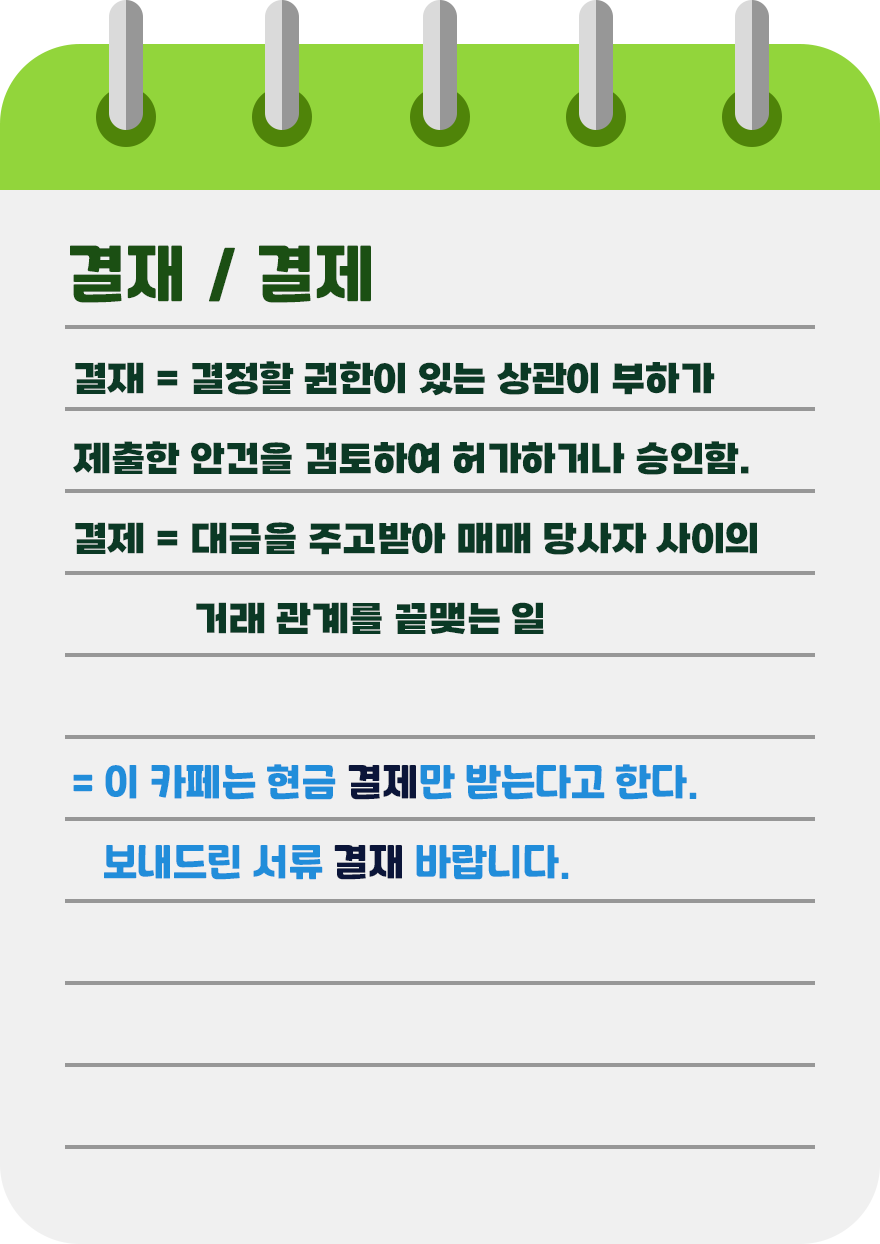 결재 / 결제
결재 = 결정할 권한이 있는 상관이 부하가
제출한 안건을 검토하여 허가하거나 승인함.
결제 = 대금을 주고받아 매매 당사자 사이의
거래 관계를 끝맺는 일
= 이 카페는 현금 결제만 받는다고 한다.
보내드린 서류 결재 바랍니다.